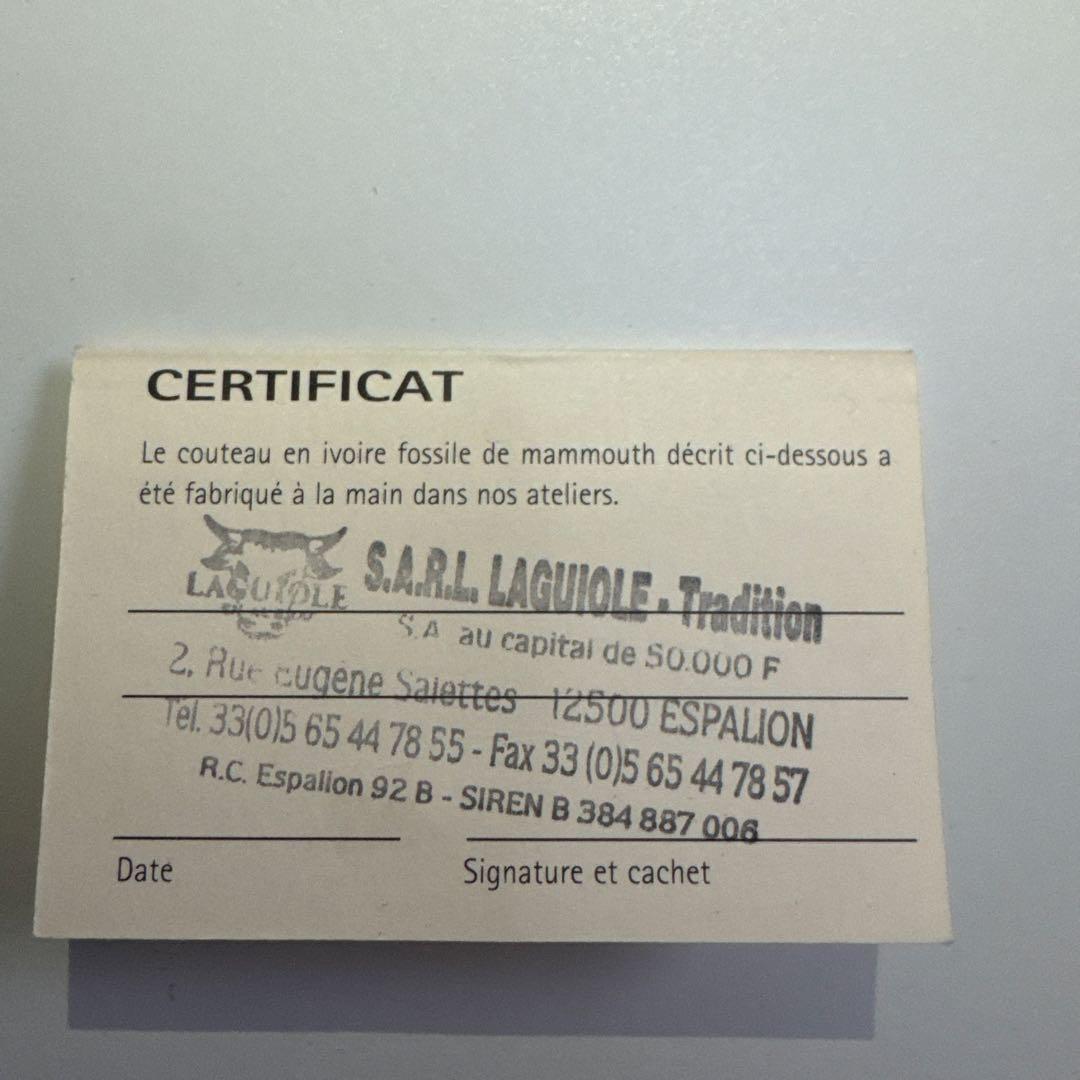 CERTIFICAT
Le couteau en ivoire fossile de mammouth décrit ci-dessous a
été fabriqué à la main dans nos ateliers.
LAGUIOLE
S.A.R.L. LAGUIOLE - Tradition
S.A au capital de 50.000 F
2, Rue Eugène Salettes 12500 ESPALION
Tél. 33(0)5 65 44 78 55 - Fax 33 (0)5 65 44 78 57
R.C. Espalion 92 B - SIREN B 384 887 006
Date
Signature et cachet